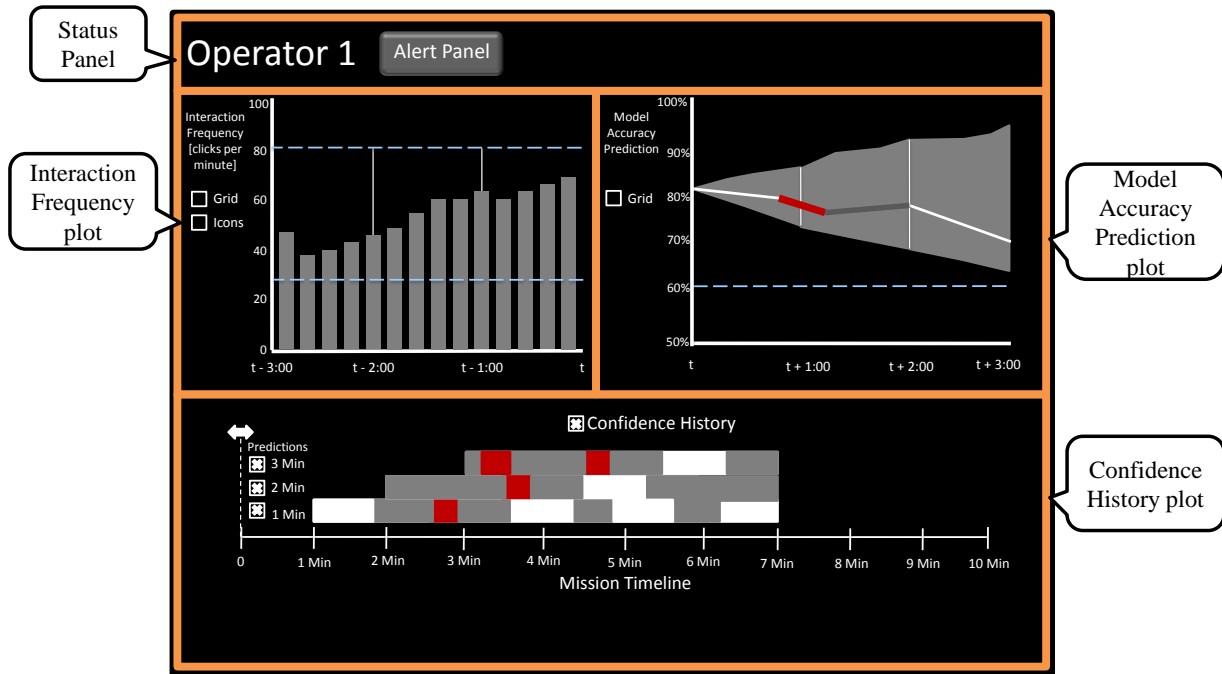 Status
Panel
Operator 1
Alert Panel
Interaction
Frequency
plot
Interaction
Frequency
[clicks per
minute]
Grid
Icons
100
80
60
40
20
0
t - 3:00
t - 2:00
t - 1:00
t
Model
Accuracy
Prediction
Grid
100%
90%
80%
70%
60%
50%
t
t + 1:00
t + 2:00
t + 3:00
Model
Accuracy
Prediction
plot
Confidence History
Predictions
3 Min
2 Min
1 Min
0
1 Min
2 Min
3 Min
4 Min
5 Min
6 Min
7 Min
8 Min
9 Min
10 Min
Mission Timeline
Confidence
History plot